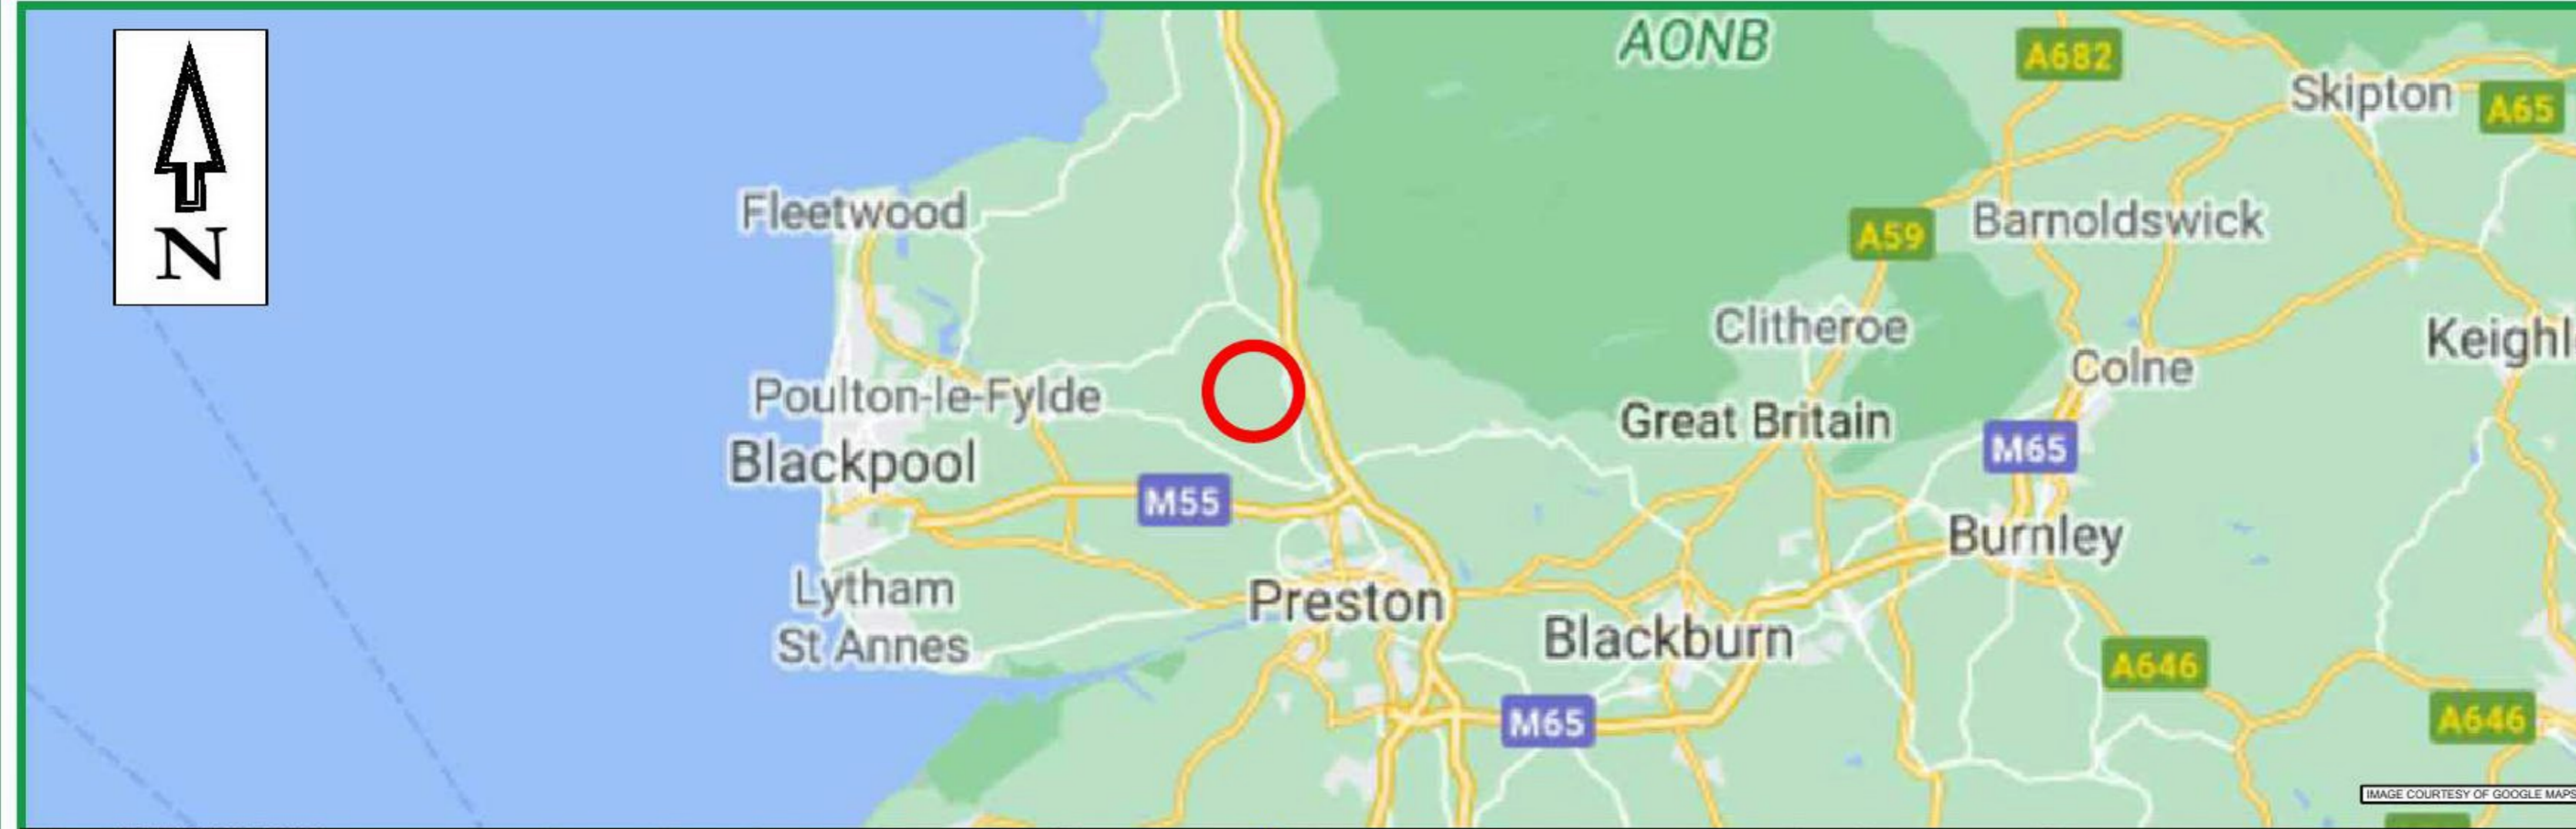 AONB
A682
Skipton
A65
Fleetwood
A59
Barnoldswick
Clitheroe
Keighl
Colne
Poulton-le-Fylde
Great Britain
Blackpool
M65
M55
Burnley
Lytham
St Annes
Preston
Blackburn
A646
M65
A646
N
IMAGE COURTESY OF GOOGLE MAPS